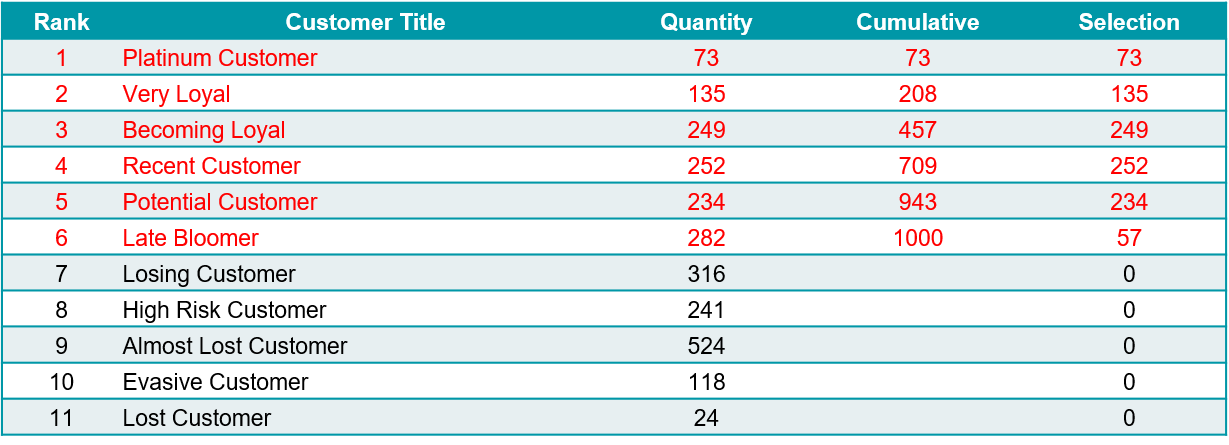 Rank Customer Title Quantity Cumulative Selection
1 Platinum Customer 73 73 73
2 Very Loyal 135 208 135
3 Becoming Loyal 249 457 249
4 Recent Customer 252 709 252
5 Potential Customer 234 943 234
6 Late Bloomer 282 1000 57
7 Losing Customer 316 0
8 High Risk Customer 241 0
9 Almost Lost Customer 524 0
10 Evasive Customer 118 0
11 Lost Customer 24 0